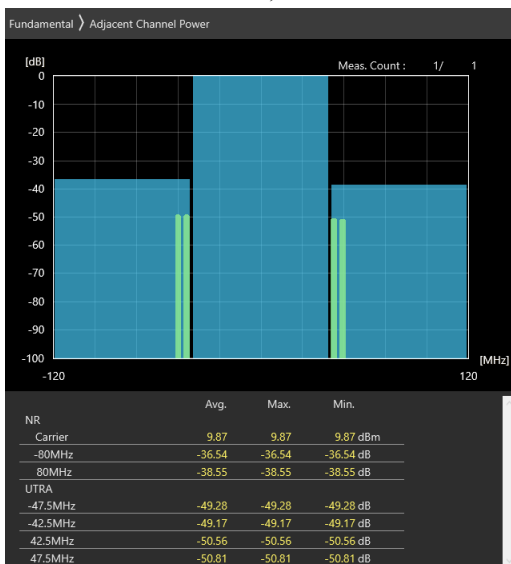 Fundamental 〉 Adjacent Channel Power
[dB]
Meas. Count : 1/ 1
0
-10
-20
-30
-40
-50
-60
-70
-80
-90
-100
[MHz]
-120 120
Avg. Max. Min.
NR
Carrier 9.87 9.87 9.87 dBm
-80MHz -36.54 -36.54 -36.54 dB
80MHz -38.55 -38.55 -38.55 dB
UTRA
-47.5MHz -49.28 -49.28 -49.28 dB
-42.5MHz -49.17 -49.17 -49.17 dB
42.5MHz -50.56 -50.56 -50.56 dB
47.5MHz -50.81 -50.81 -50.81 dB